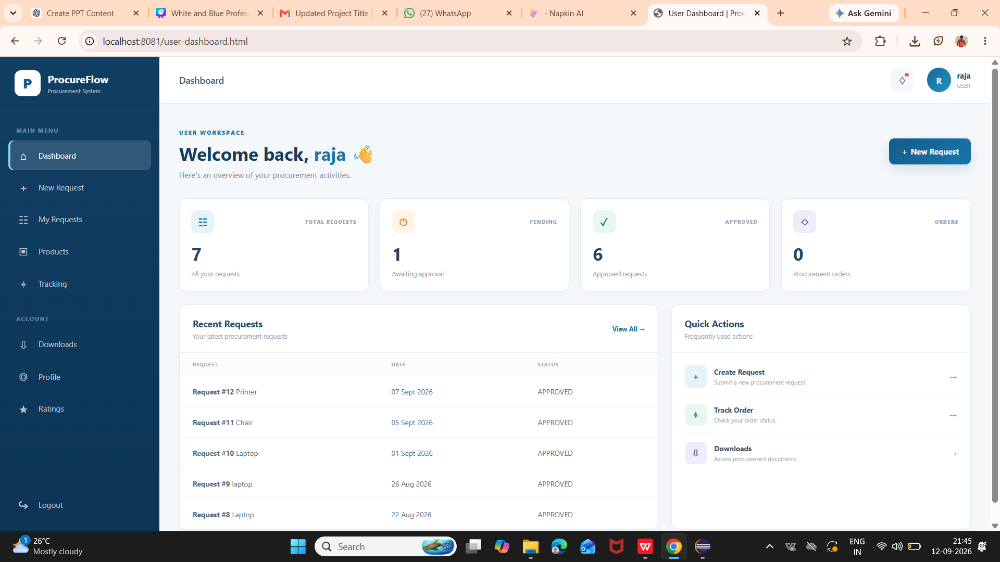 Create PPT Content
White and Blue Profes
Updated Project Title |
(27) WhatsApp
- Napkin AI
User Dashboard | Proc
Ask Gemini
localhost:8081/user-dashboard.html
P
ProcureFlow
Procurement System
Dashboard
R
raja
USER
MAIN MENU
Dashboard
New Request
My Requests
Products
Tracking
ACCOUNT
Downloads
Profile
Ratings
Logout
USER WORKSPACE
Welcome back, raja 👋
Here's an overview of your procurement activities.
+ New Request
TOTAL REQUESTS
7
All your requests
PENDING
1
Awaiting approval
APPROVED
6
Approved requests
ORDERS
0
Procurement orders
Recent Requests
Your latest procurement requests
View All →
REQUEST DATE STATUS
Request #12 Printer 07 Sept 2026 APPROVED
Request #11 Chair 05 Sept 2026 APPROVED
Request #10 Laptop 01 Sept 2026 APPROVED
Request #9 laptop 26 Aug 2026 APPROVED
Request #8 Laptop 22 Aug 2026 APPROVED
Quick Actions
Frequently used actions
Create Request
Submit a new procurement request
Track Order
Check your order status
Downloads
Access procurement documents
1
26°C
Mostly cloudy
Search
ENG
IN
21:45
12-09-2026